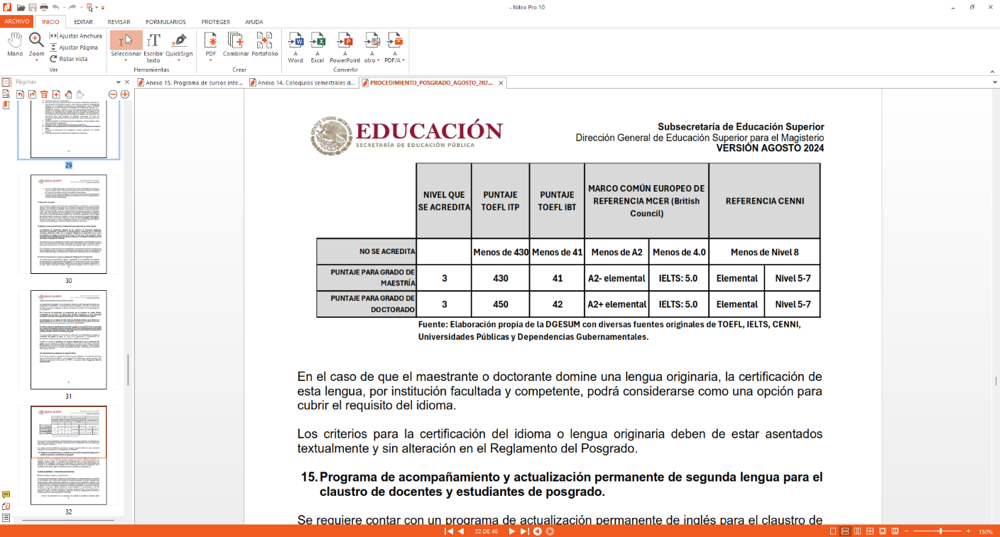 - Nitro Pro 10
ARCHIVO
INICIO
EDITAR
REVISAR
FORMULARIOS
PROTEGER
AYUDA
Mano
Zoom
Ajustar Anchura
Ajustar Página
Rotar vista
Ver
Seleccionar
Escribir texto
QuickSign
Herramientas
PDF
Combinar
Portafolio
Crear
A Word
A Excel
A PowerPoint
A otro
A PDF/A
Convertir
Páginas
Anexo 15. Programa de cursos inte...
Anexo 14. Coloquios semestrales d...
PROCEDIMIENTO_POSGRADO_AGOSTO_202...
29
30
31
32
EDUCACIÓN
SECRETARÍA DE EDUCACIÓN PÚBLICA
Subsecretaría de Educación Superior
Dirección General de Educación Superior para el Magisterio
VERSIÓN AGOSTO 2024
NIVEL QUE SE ACREDITA
PUNTAJE TOEFL ITP
PUNTAJE TOEFL IBT
MARCO COMÚN EUROPEO DE REFERENCIA MCER (British Council)
REFERENCIA CENNI
NO SE ACREDITA Menos de 430 Menos de 41 Menos de A2 Menos de 4.0 Menos de Nivel 8
PUNTAJE PARA GRADO DE MAESTRÍA 3 430 41 A2- elemental IELTS: 5.0 Elemental Nivel 5-7
PUNTAJE PARA GRADO DE DOCTORADO 3 450 42 A2+ elemental IELTS: 5.0 Elemental Nivel 5-7
Fuente: Elaboración propia de la DGESUM con diversas fuentes originales de TOEFL, IELTS, CENNI,
Universidades Públicas y Dependencias Gubernamentales.
En el caso de que el maestrante o doctorante domine una lengua originaria, la certificación de
esta lengua, por institución facultada y competente, podrá considerarse como una opción para
cubrir el requisito del idioma.
Los criterios para la certificación del idioma o lengua originaria deben de estar asentados
textualmente y sin alteración en el Reglamento del Posgrado.
15. Programa de acompañamiento y actualización permanente de segunda lengua para el
claustro de docentes y estudiantes de posgrado.
Se requiere contar con un programa de actualización permanente de inglés para el claustro de
32 DE 46
150%